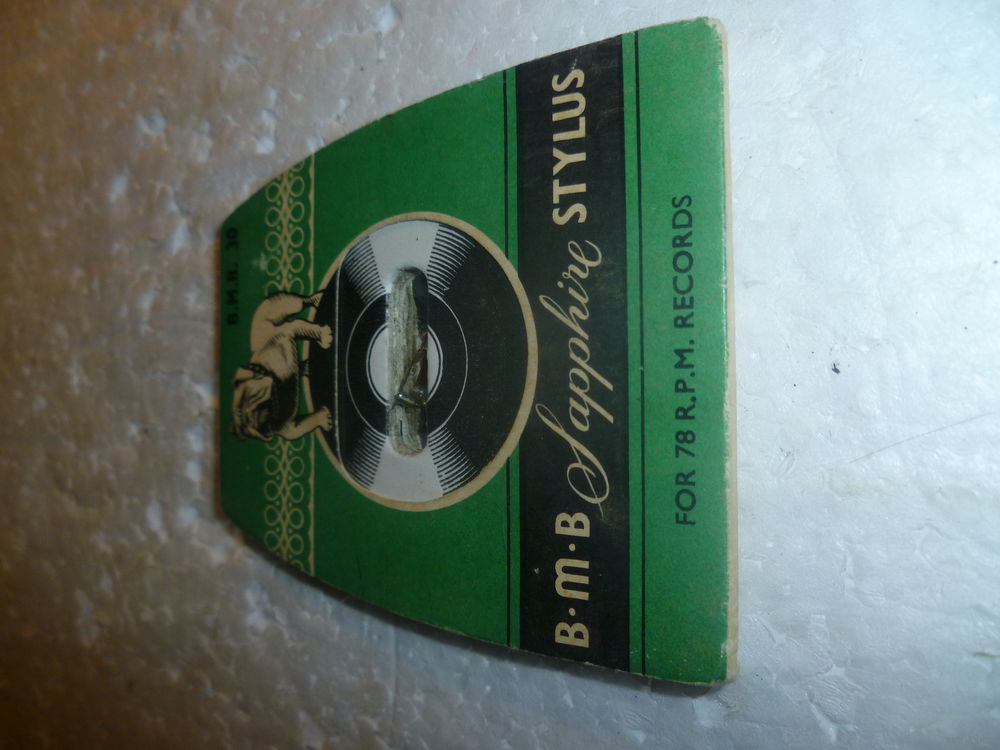 B.M.B. 30
B·M·B Sapphire STYLUS
FOR 78 R.P.M. RECORDS